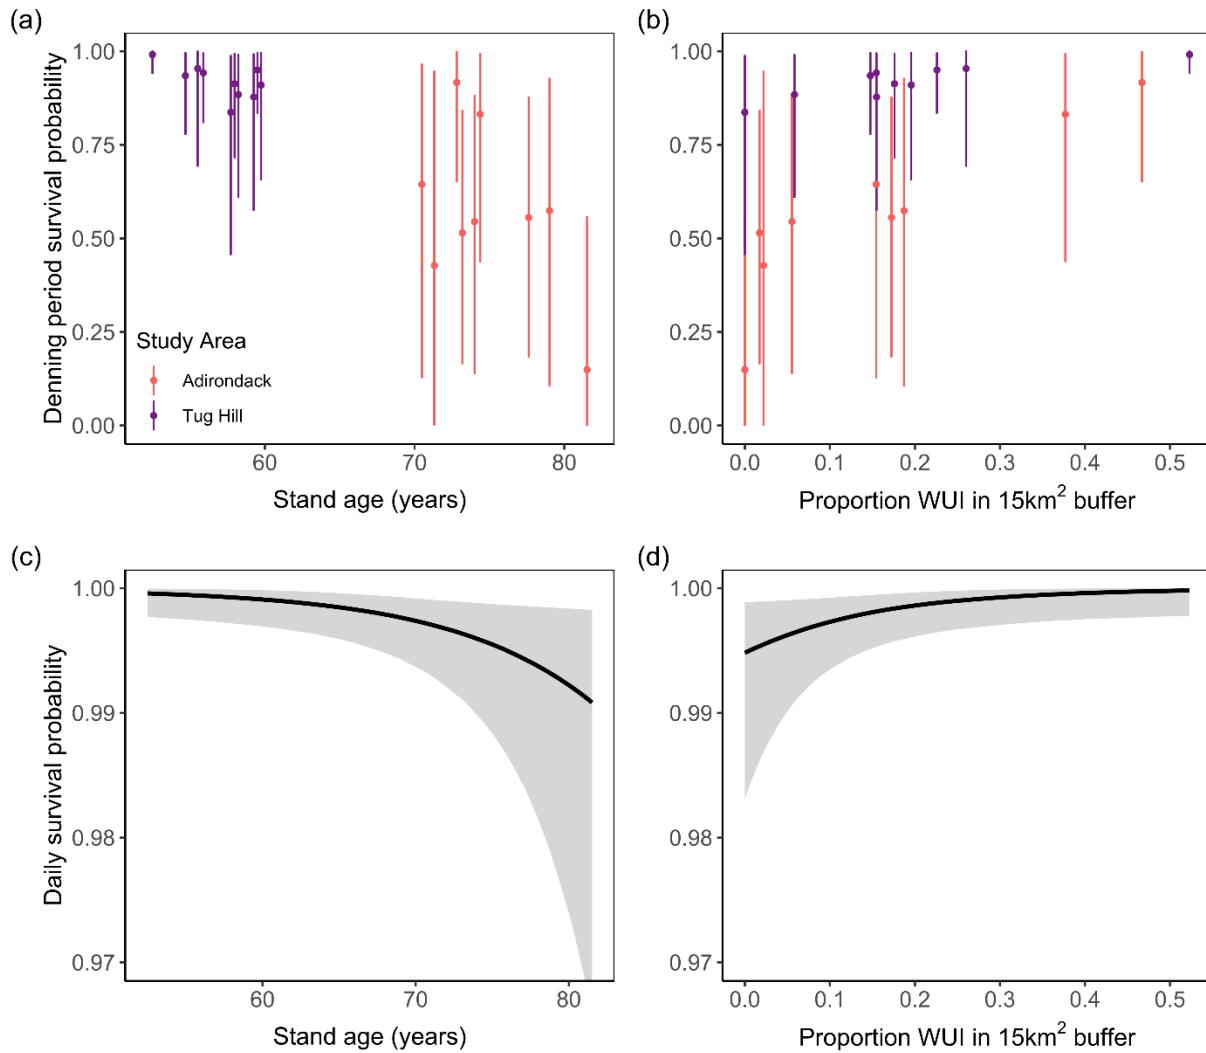 (a)
Denning period survival probability
1.00
0.75
0.50
0.25
0.00
Study Area
Adirondack
Tug Hill
60
70
80
Stand age (years)
(b)
1.00
0.75
0.50
0.25
0.00
0.0
0.1
0.2
0.3
0.4
0.5
Proportion WUI in 15km² buffer
(c)
Daily survival probability
1.00
0.99
0.98
0.97
60
70
80
Stand age (years)
(d)
1.00
0.99
0.98
0.97
0.0
0.1
0.2
0.3
0.4
0.5
Proportion WUI in 15km² buffer